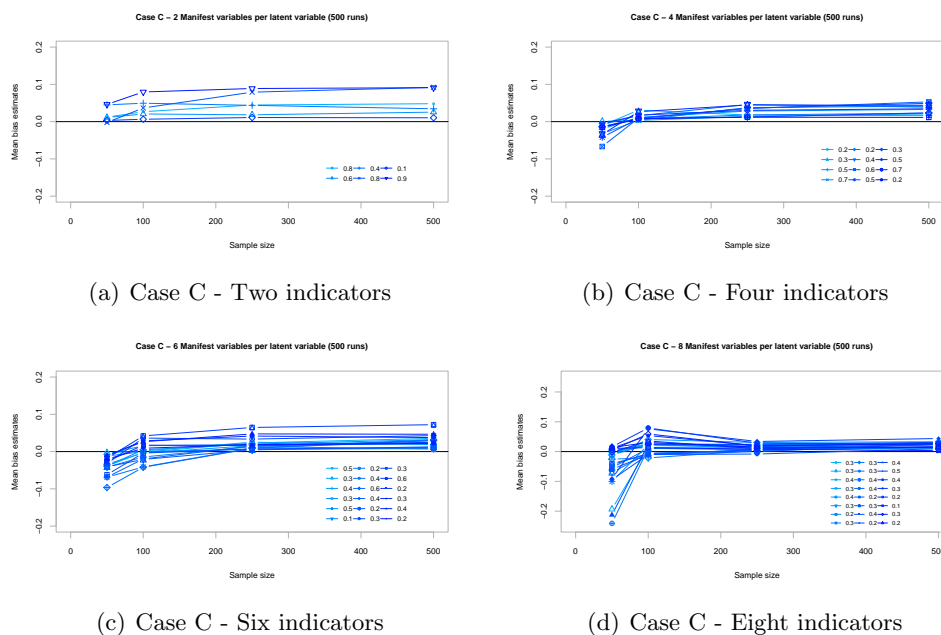 Case C − 2 Manifest variables per latent variable (500 runs)
Mean bias estimates
0.2
0.1
0.0
−0.1
−0.2
0.8 0.4 0.1
0.6 0.8 0.9
0 100 200 300 400 500
Sample size
(a) Case C - Two indicators
Case C − 4 Manifest variables per latent variable (500 runs)
Mean bias estimates
0.2
0.1
0.0
−0.1
−0.2
0.2 0.2 0.3
0.3 0.4 0.5
0.5 0.6 0.7
0.7 0.5 0.2
0 100 200 300 400 500
Sample size
(b) Case C - Four indicators
Case C − 6 Manifest variables per latent variable (500 runs)
Mean bias estimates
0.2
0.1
0.0
−0.1
−0.2
0.5 0.2 0.3
0.3 0.4 0.6
0.4 0.6 0.2
0.3 0.4 0.3
0.5 0.2 0.4
0.1 0.3 0.2
0 100 200 300 400 500
Sample size
(c) Case C - Six indicators
Case C − 8 Manifest variables per latent variable (500 runs)
Mean bias estimates
0.2
0.1
0.0
−0.1
−0.2
0.3 0.3 0.4
0.3 0.3 0.5
0.4 0.4 0.4
0.3 0.4 0.3
0.4 0.2 0.2
0.3 0.3 0.1
0.2 0.4 0.3
0.3 0.2 0.2
0 100 200 300 400 500
Sample size
(d) Case C - Eight indicators